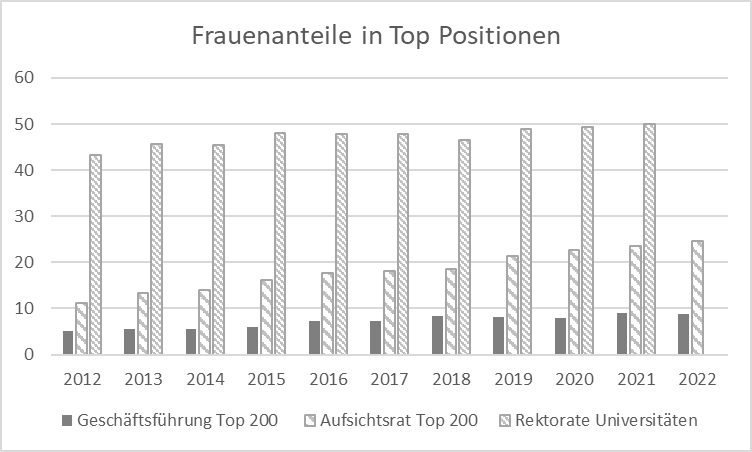 Frauenanteile in Top Positionen
60
50
40
30
20
10
0
2012 2013 2014 2015 2016 2017 2018 2019 2020 2021 2022
Geschäftsführung Top 200 Aufsichtsrat Top 200 Rektorate Universitäten